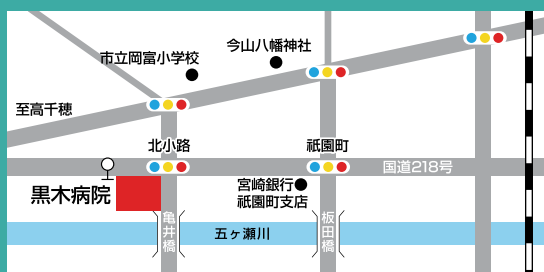 今山八幡神社
市立岡富小学校
至高千穂
北小路
祇園町
国道218号
黒木病院
宮崎銀行
祇園町支店
亀井橋
板田橋
五ヶ瀬川